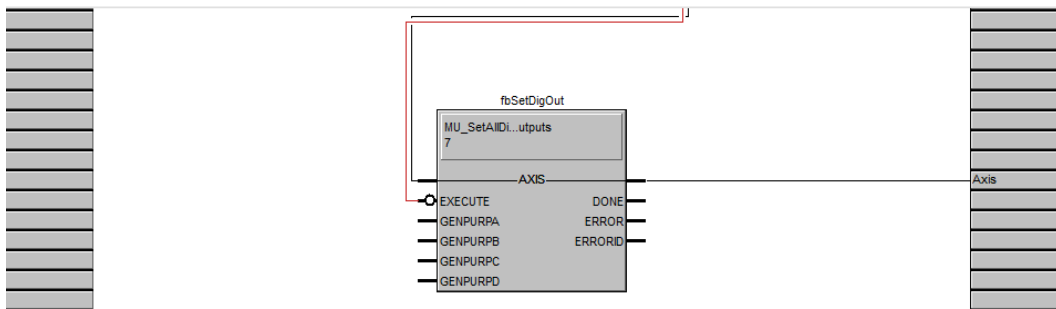 fbSetDigOut
MU_SetAllDi...utputs
7
AXIS
Axis
EXECUTE DONE
GENPURPA ERROR
GENPURPB ERRORID
GENPURPC
GENPURPD